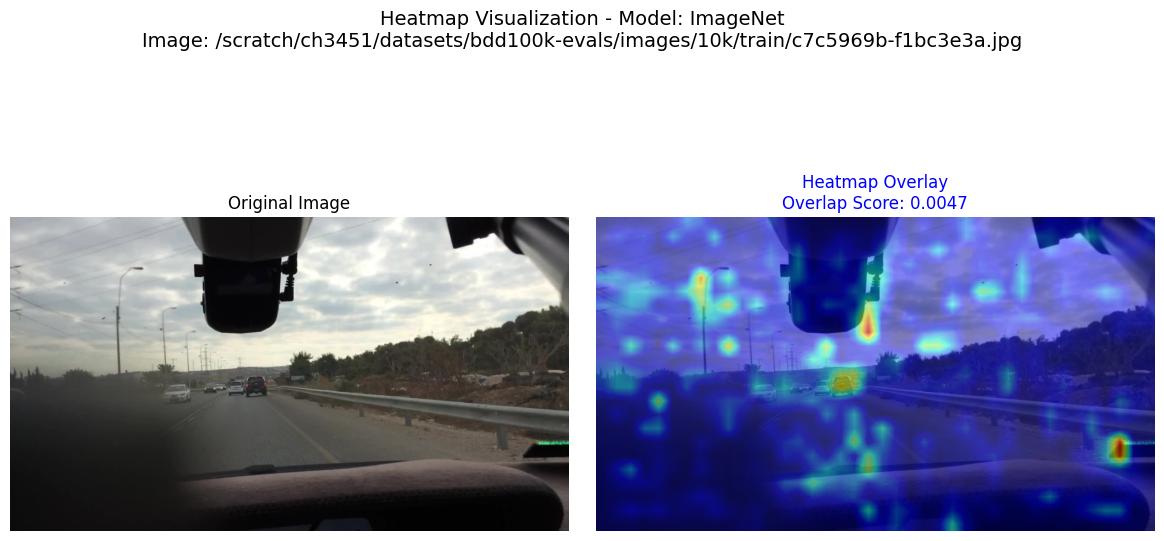 Heatmap Visualization - Model: ImageNet
Image: /scratch/ch3451/datasets/bdd100k-evals/images/10k/train/c7c5969b-f1bc3e3a.jpg
Original Image
Heatmap Overlay
Overlap Score: 0.0047